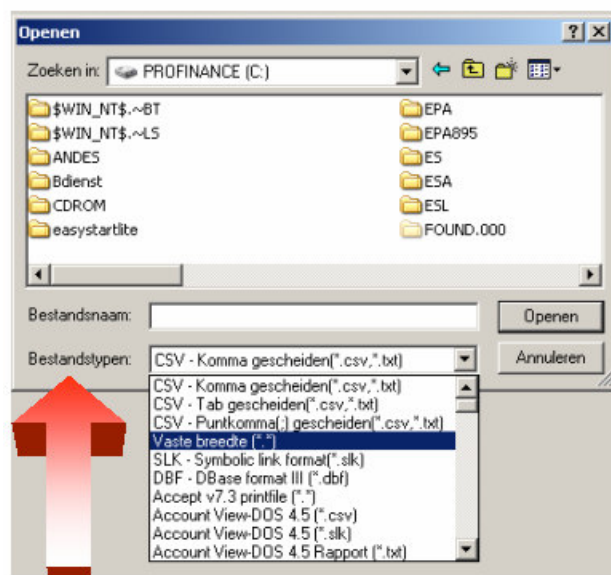 Openen
Zoeken in: PROFINANCE (C:)
$WIN_NT$.~BT
$WIN_NT$.~LS
ANDES
Bdienst
CDROM
easystartlite
EPA
EPA895
ES
ESA
ESL
FOUND.000
Bestandsnaam:
Openen
Bestandstypen: CSV - Komma gescheiden(*.csv,*.txt)
Annuleren
CSV - Komma gescheiden(*.csv,*.txt)
CSV - Tab gescheiden(*.csv,*.txt)
CSV - Puntkomma(;) gescheiden(*.csv,*.txt)
Vaste breedte (*.*)
SLK - Symbolic link format(*.slk)
DBF - DBase format III (*.dbf)
Accept v7.3 printfile (*.*)
Account View-DOS 4.5 (*.csv)
Account View-DOS 4.5 (*.slk)
Account View-DOS 4.5 Rapport (*.txt)